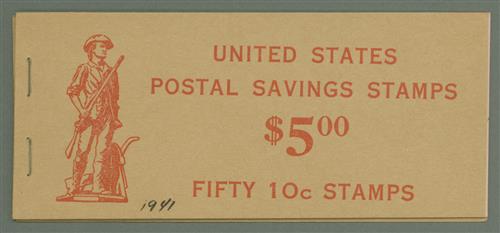 UNITED STATES
POSTAL SAVINGS STAMPS
$5.00
FIFTY 10c STAMPS
1941